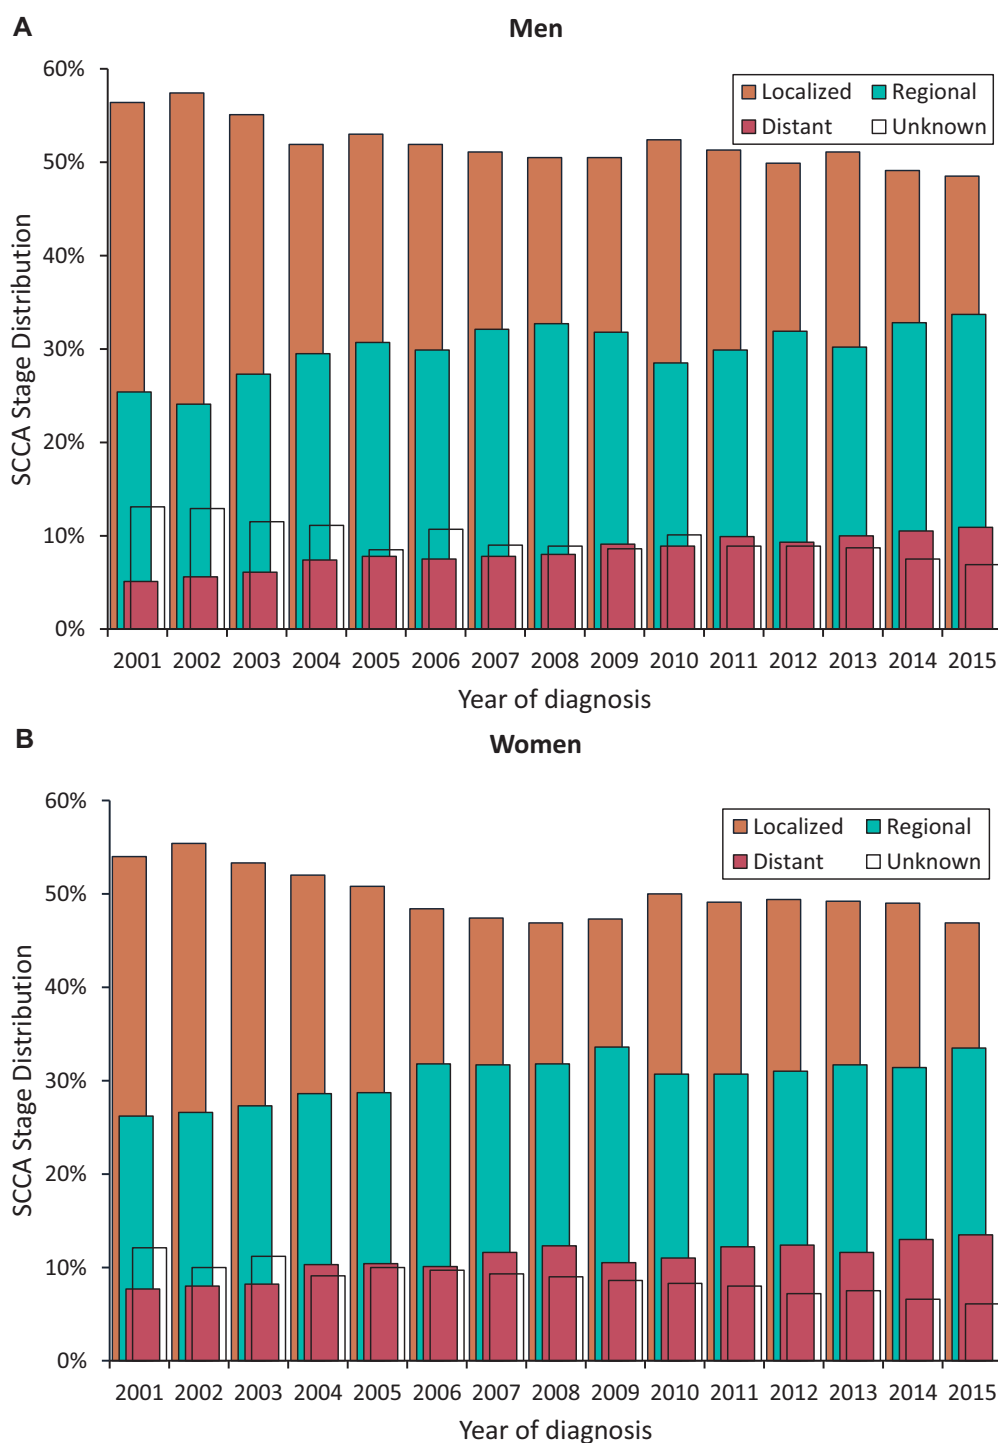 A
Men
60%
50%
40%
30%
20%
10%
0%
SCCA Stage Distribution
Localized Regional
Distant Unknown
2001 2002 2003 2004 2005 2006 2007 2008 2009 2010 2011 2012 2013 2014 2015
Year of diagnosis
B
Women
60%
50%
40%
30%
20%
10%
0%
SCCA Stage Distribution
Localized Regional
Distant Unknown
2001 2002 2003 2004 2005 2006 2007 2008 2009 2010 2011 2012 2013 2014 2015
Year of diagnosis